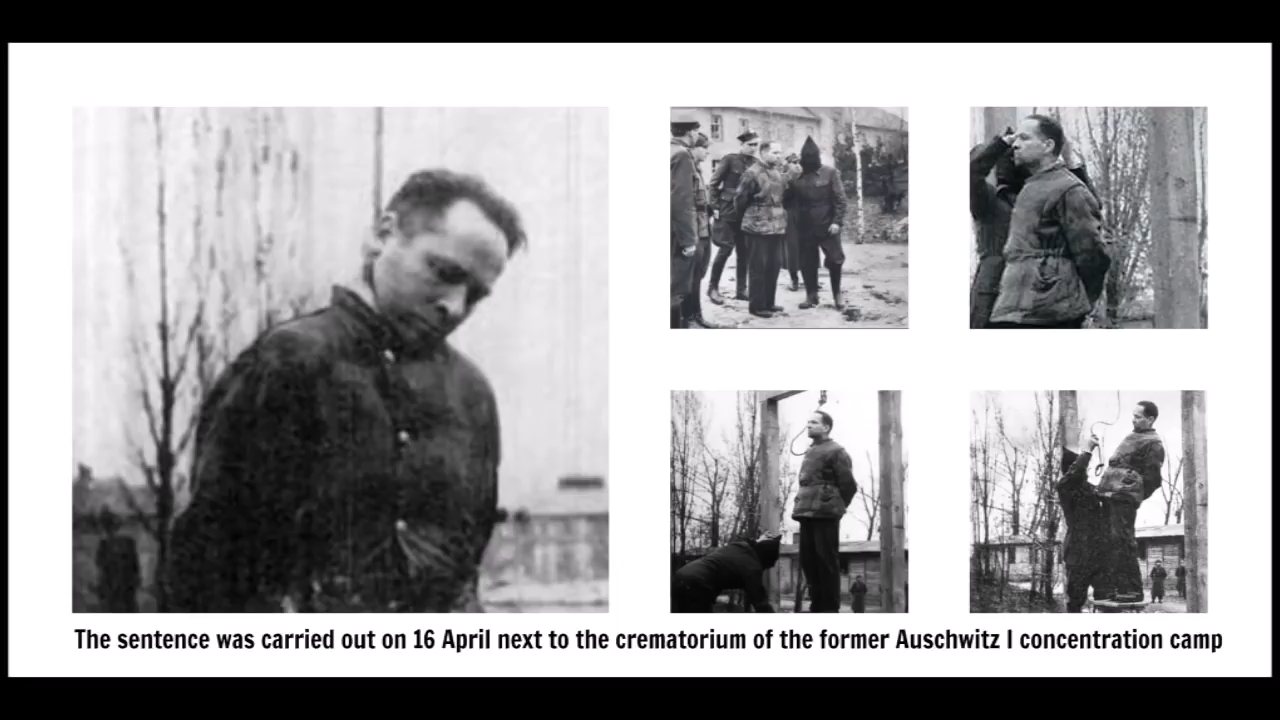 The sentence was carried out on 16 April next to the crematorium of the former Auschwitz I concentration camp